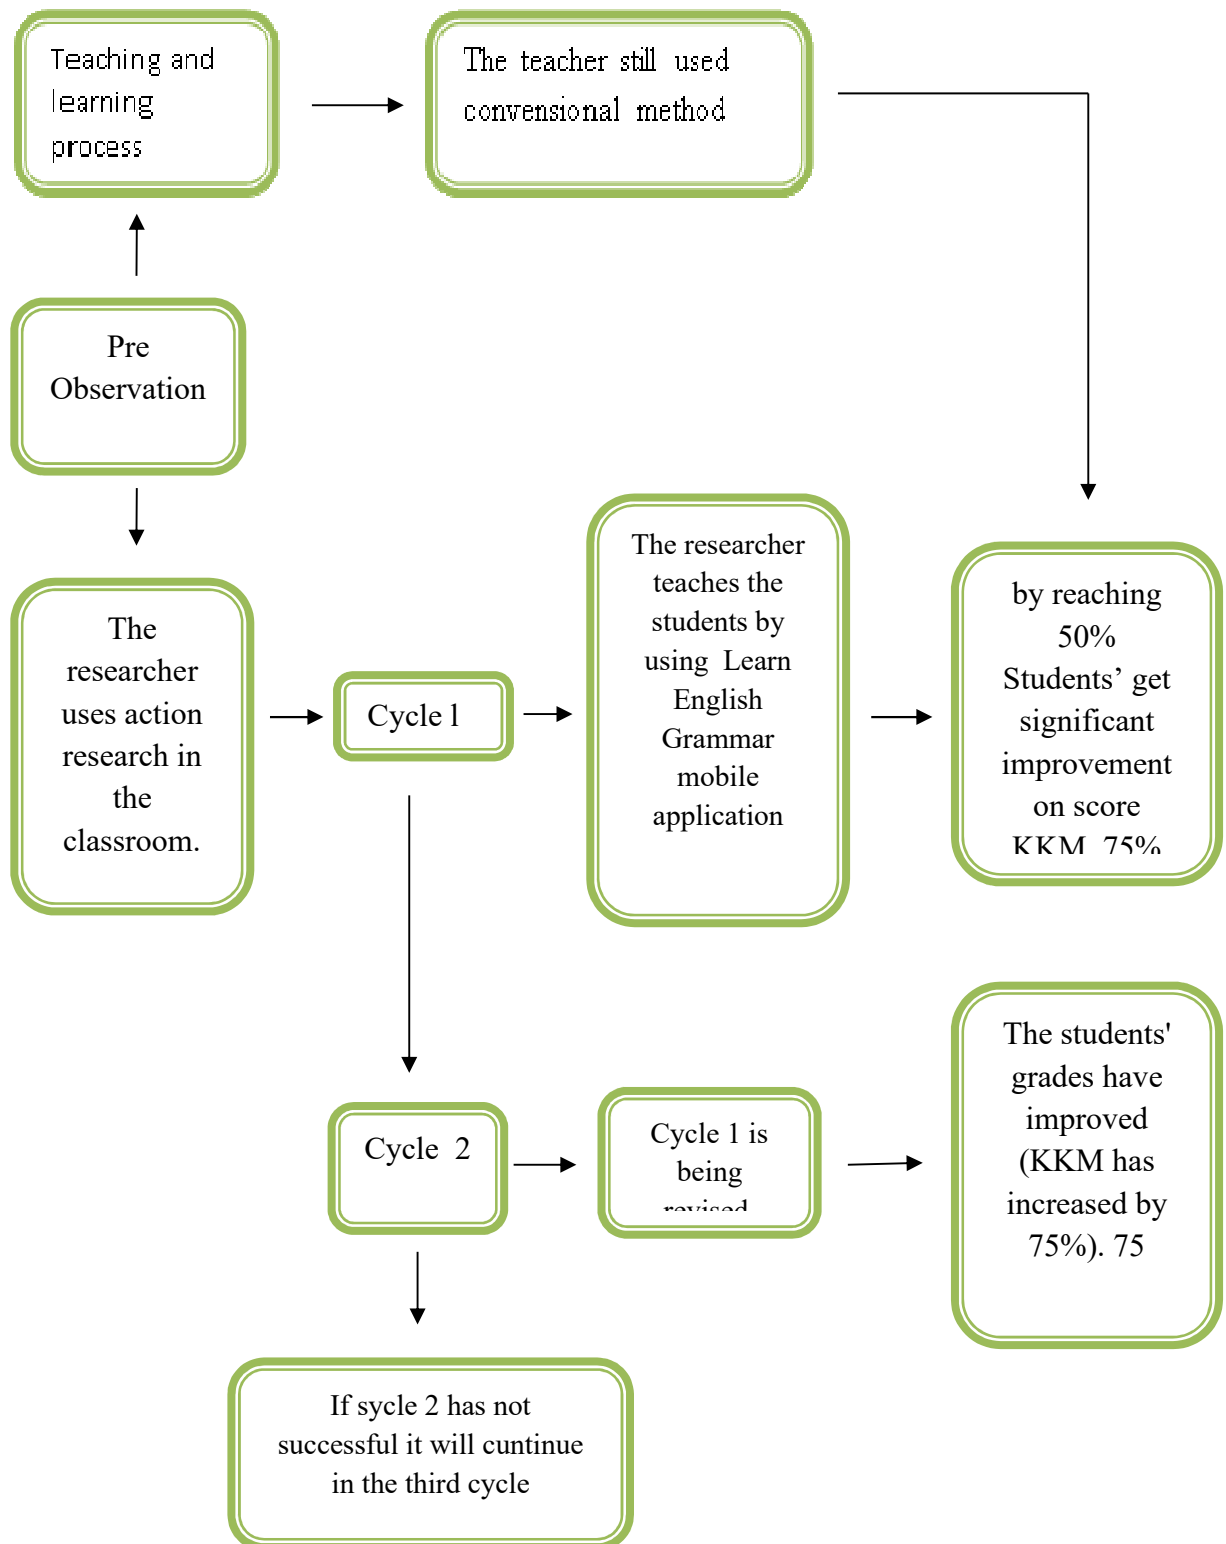 Teaching and
learning
process
The teacher still used
convensional method
Pre
Observation
The
researcher
uses action
research in
the
classroom.
Cycle 1
The researcher
teaches the
students by
using Learn
English
Grammar
mobile
application
by reaching
50%
Students’ get
significant
improvement
on score
KKM 75%
Cycle 2
Cycle 1 is
being
revised
The students'
grades have
improved
(KKM has
increased by
75%). 75
If sycle 2 has not
successful it will cuntinue
in the third cycle